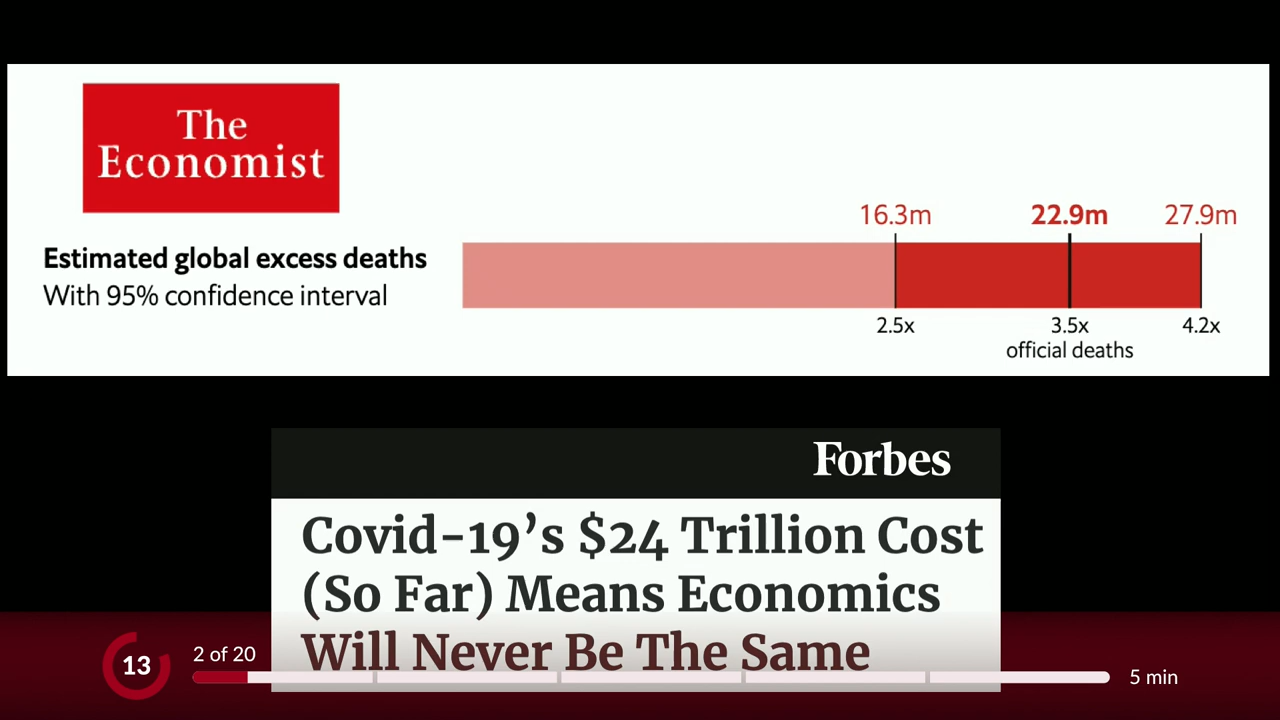 The
Economist
16.3m 22.9m 27.9m
Estimated global excess deaths
With 95% confidence interval
2.5x 3.5x 4.2x
official deaths
Forbes
Covid-19’s $24 Trillion Cost
(So Far) Means Economics
Will Never Be The Same
13 2 of 20 5 min